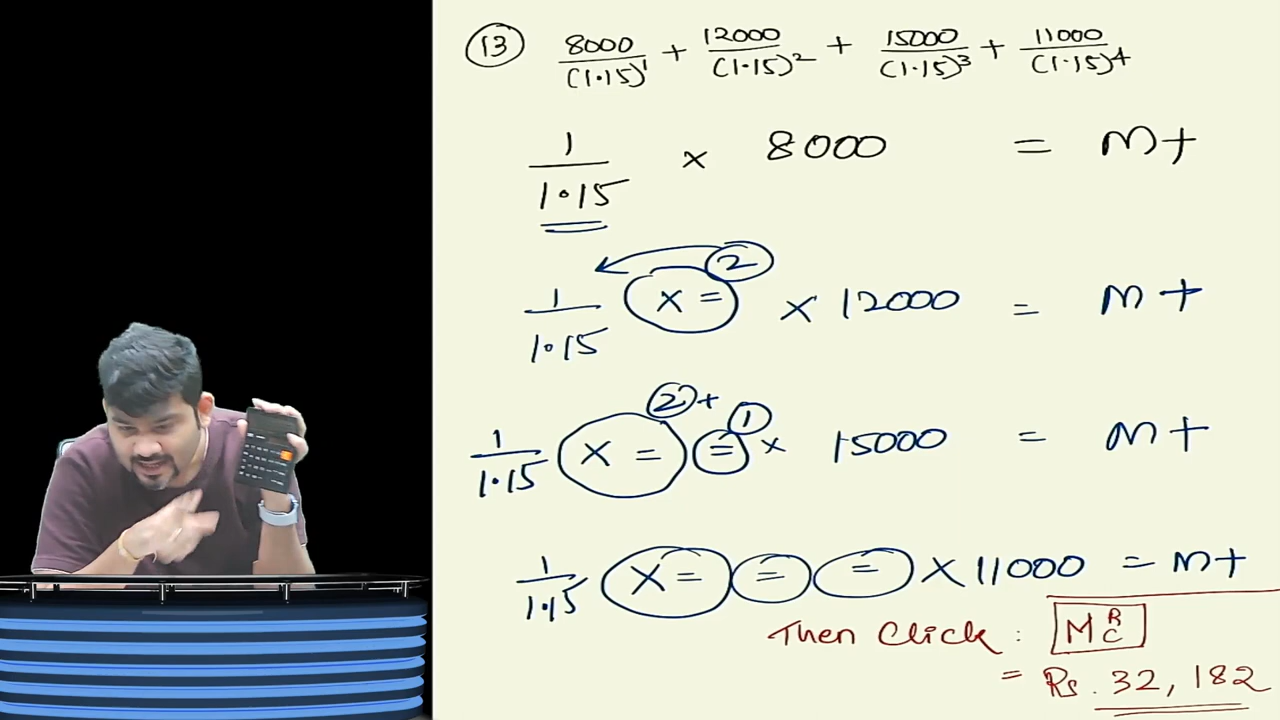 (13) 8000/(1.15)¹ + 12000/(1.15)² + 15000/(1.15)³ + 11000/(1.15)⁴
1/1.15 × 8000 = M+
2
1/1.15 × = × 12000 = M+
2 + 1
1/1.15 × = = × 15000 = M+
1/1.15 × = = = × 11000 = M+
Then Click : MRC
= Rs. 32,182